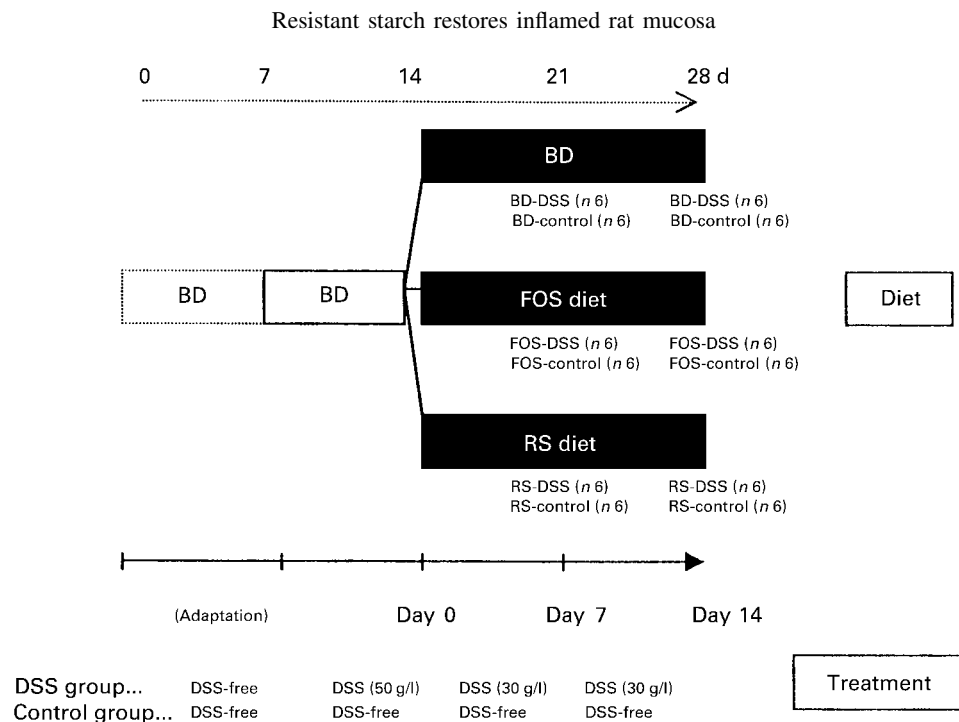 Resistant starch restores inflamed rat mucosa
0 7 14 21 28 d
BD
BD-DSS (n 6) BD-DSS (n 6)
BD-control (n 6) BD-control (n 6)
BD BD FOS diet Diet
FOS-DSS (n 6) FOS-DSS (n 6)
FOS-control (n 6) FOS-control (n 6)
RS diet
RS-DSS (n 6) RS-DSS (n 6)
RS-control (n 6) RS-control (n 6)
(Adaptation) Day 0 Day 7 Day 14
Treatment
DSS group... DSS-free DSS (50 g/l) DSS (30 g/l) DSS (30 g/l)
Control group... DSS-free DSS-free DSS-free DSS-free